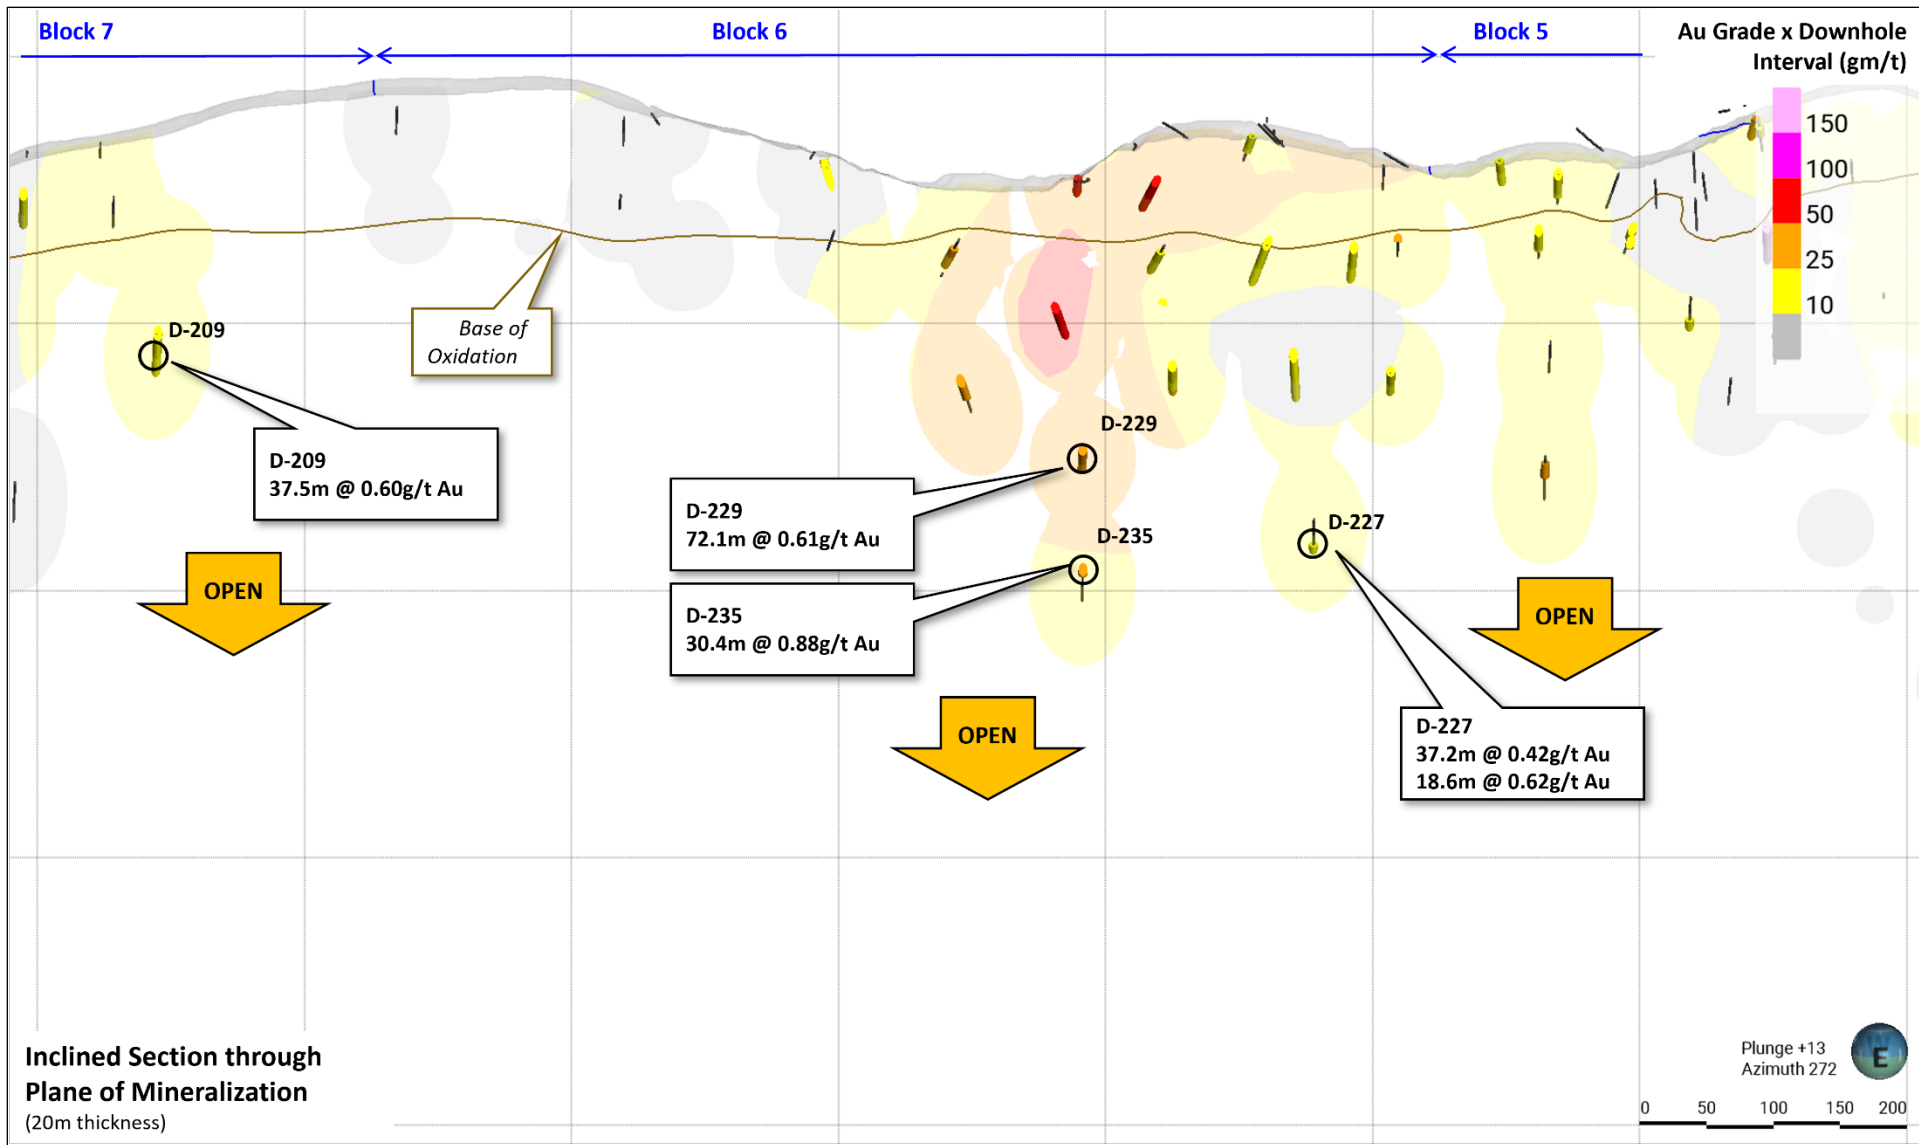 Block 7
Block 6
Block 5
Au Grade x Downhole
Interval (gm/t)
150
100
50
25
10
Base of
Oxidation
D-209
D-209
37.5m @ 0.60g/t Au
D-229
D-229
72.1m @ 0.61g/t Au
D-235
D-235
30.4m @ 0.88g/t Au
D-227
D-227
37.2m @ 0.42g/t Au
18.6m @ 0.62g/t Au
OPEN
OPEN
OPEN
Inclined Section through
Plane of Mineralization
(20m thickness)
Plunge +13
Azimuth 272
E
0 50 100 150 200